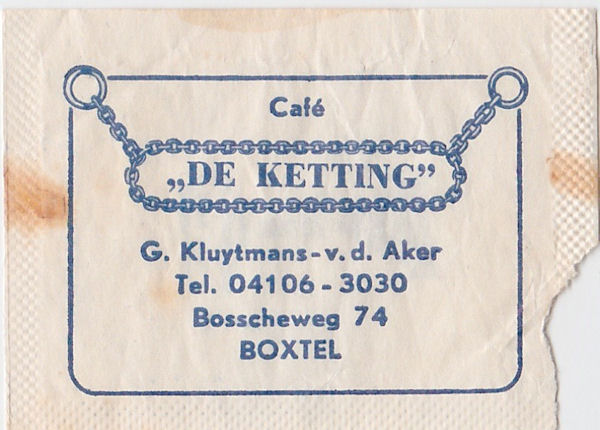 Café
„DE KETTING”
G. Kluytmans-v. d. Aker
Tel. 04106 - 3030
Bosscheweg 74
BOXTEL